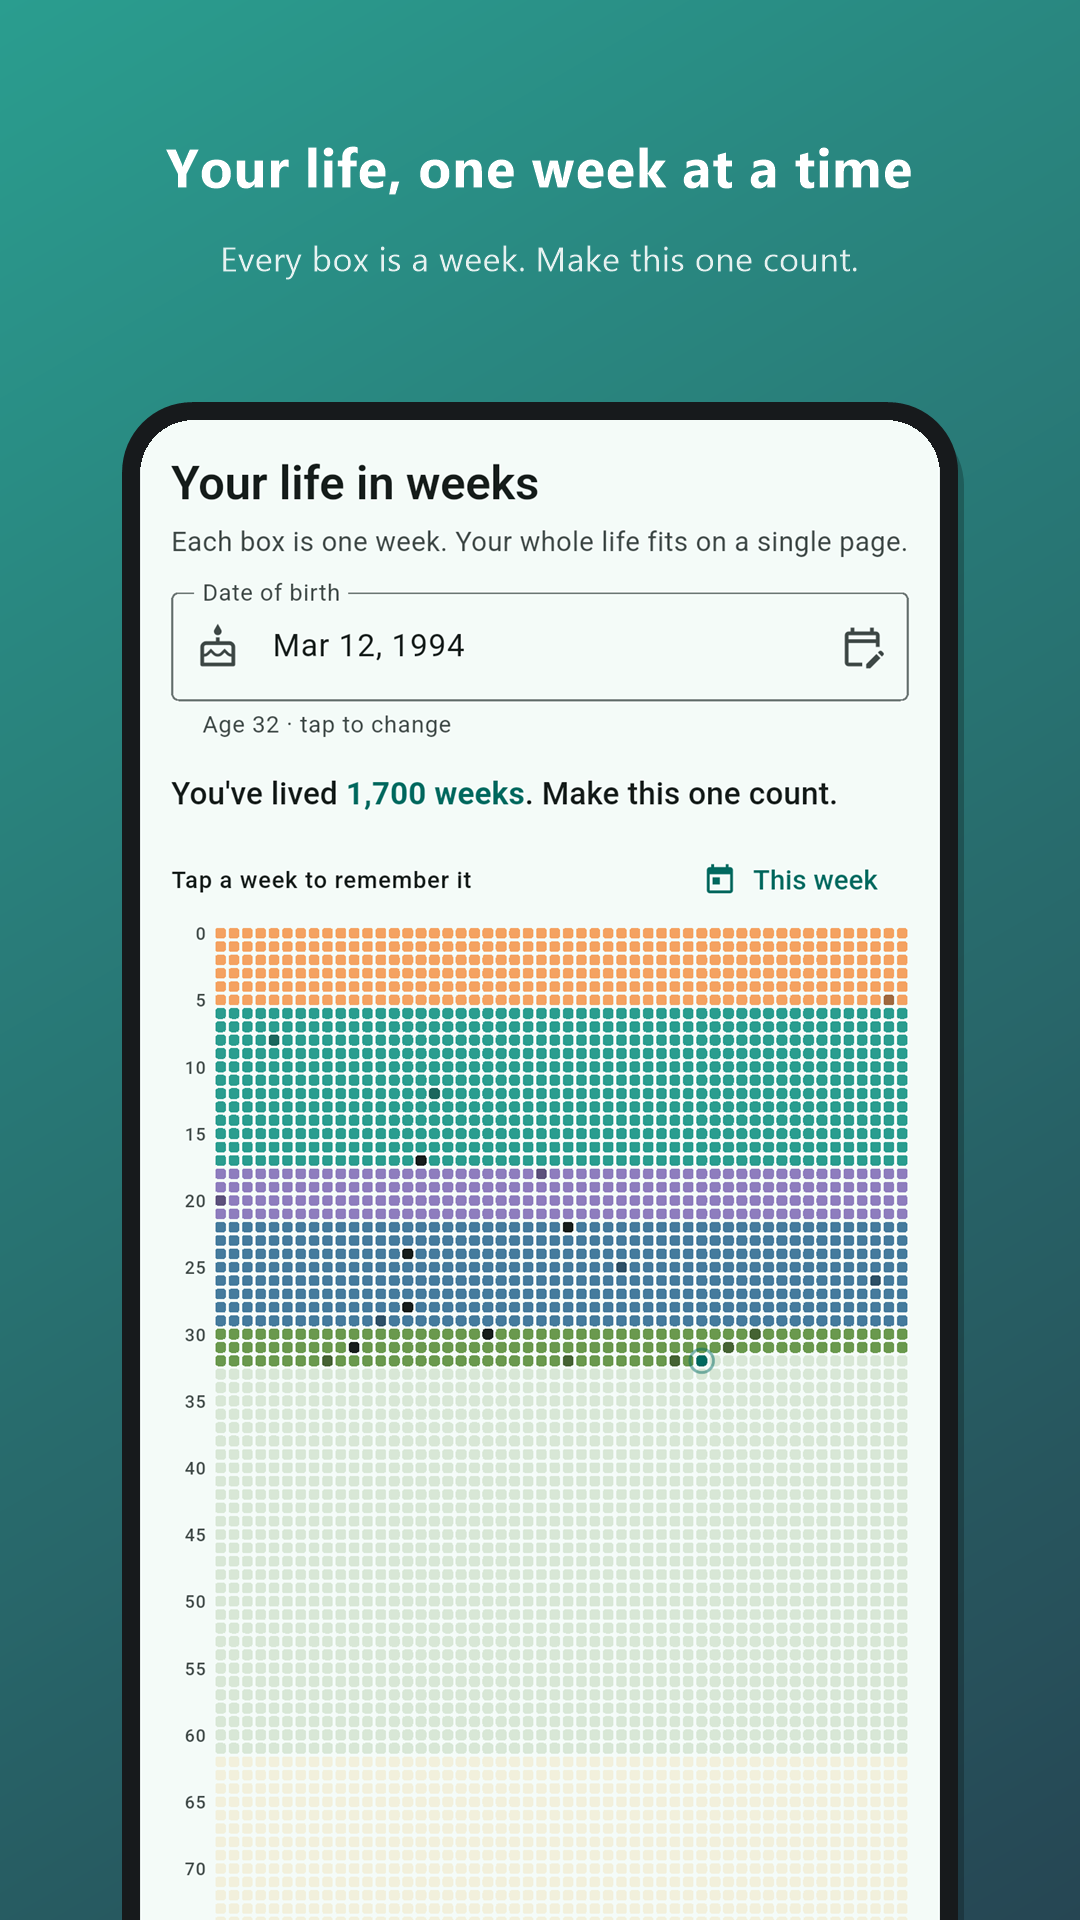 Your life, one week at a time
Every box is a week. Make this one count.
Your life in weeks
Each box is one week. Your whole life fits on a single page.
Date of birth
Mar 12, 1994
Age 32 · tap to change
You've lived 1,700 weeks. Make this one count.
Tap a week to remember it
This week
0
5
10
15
20
25
30
35
40
45
50
55
60
65
70